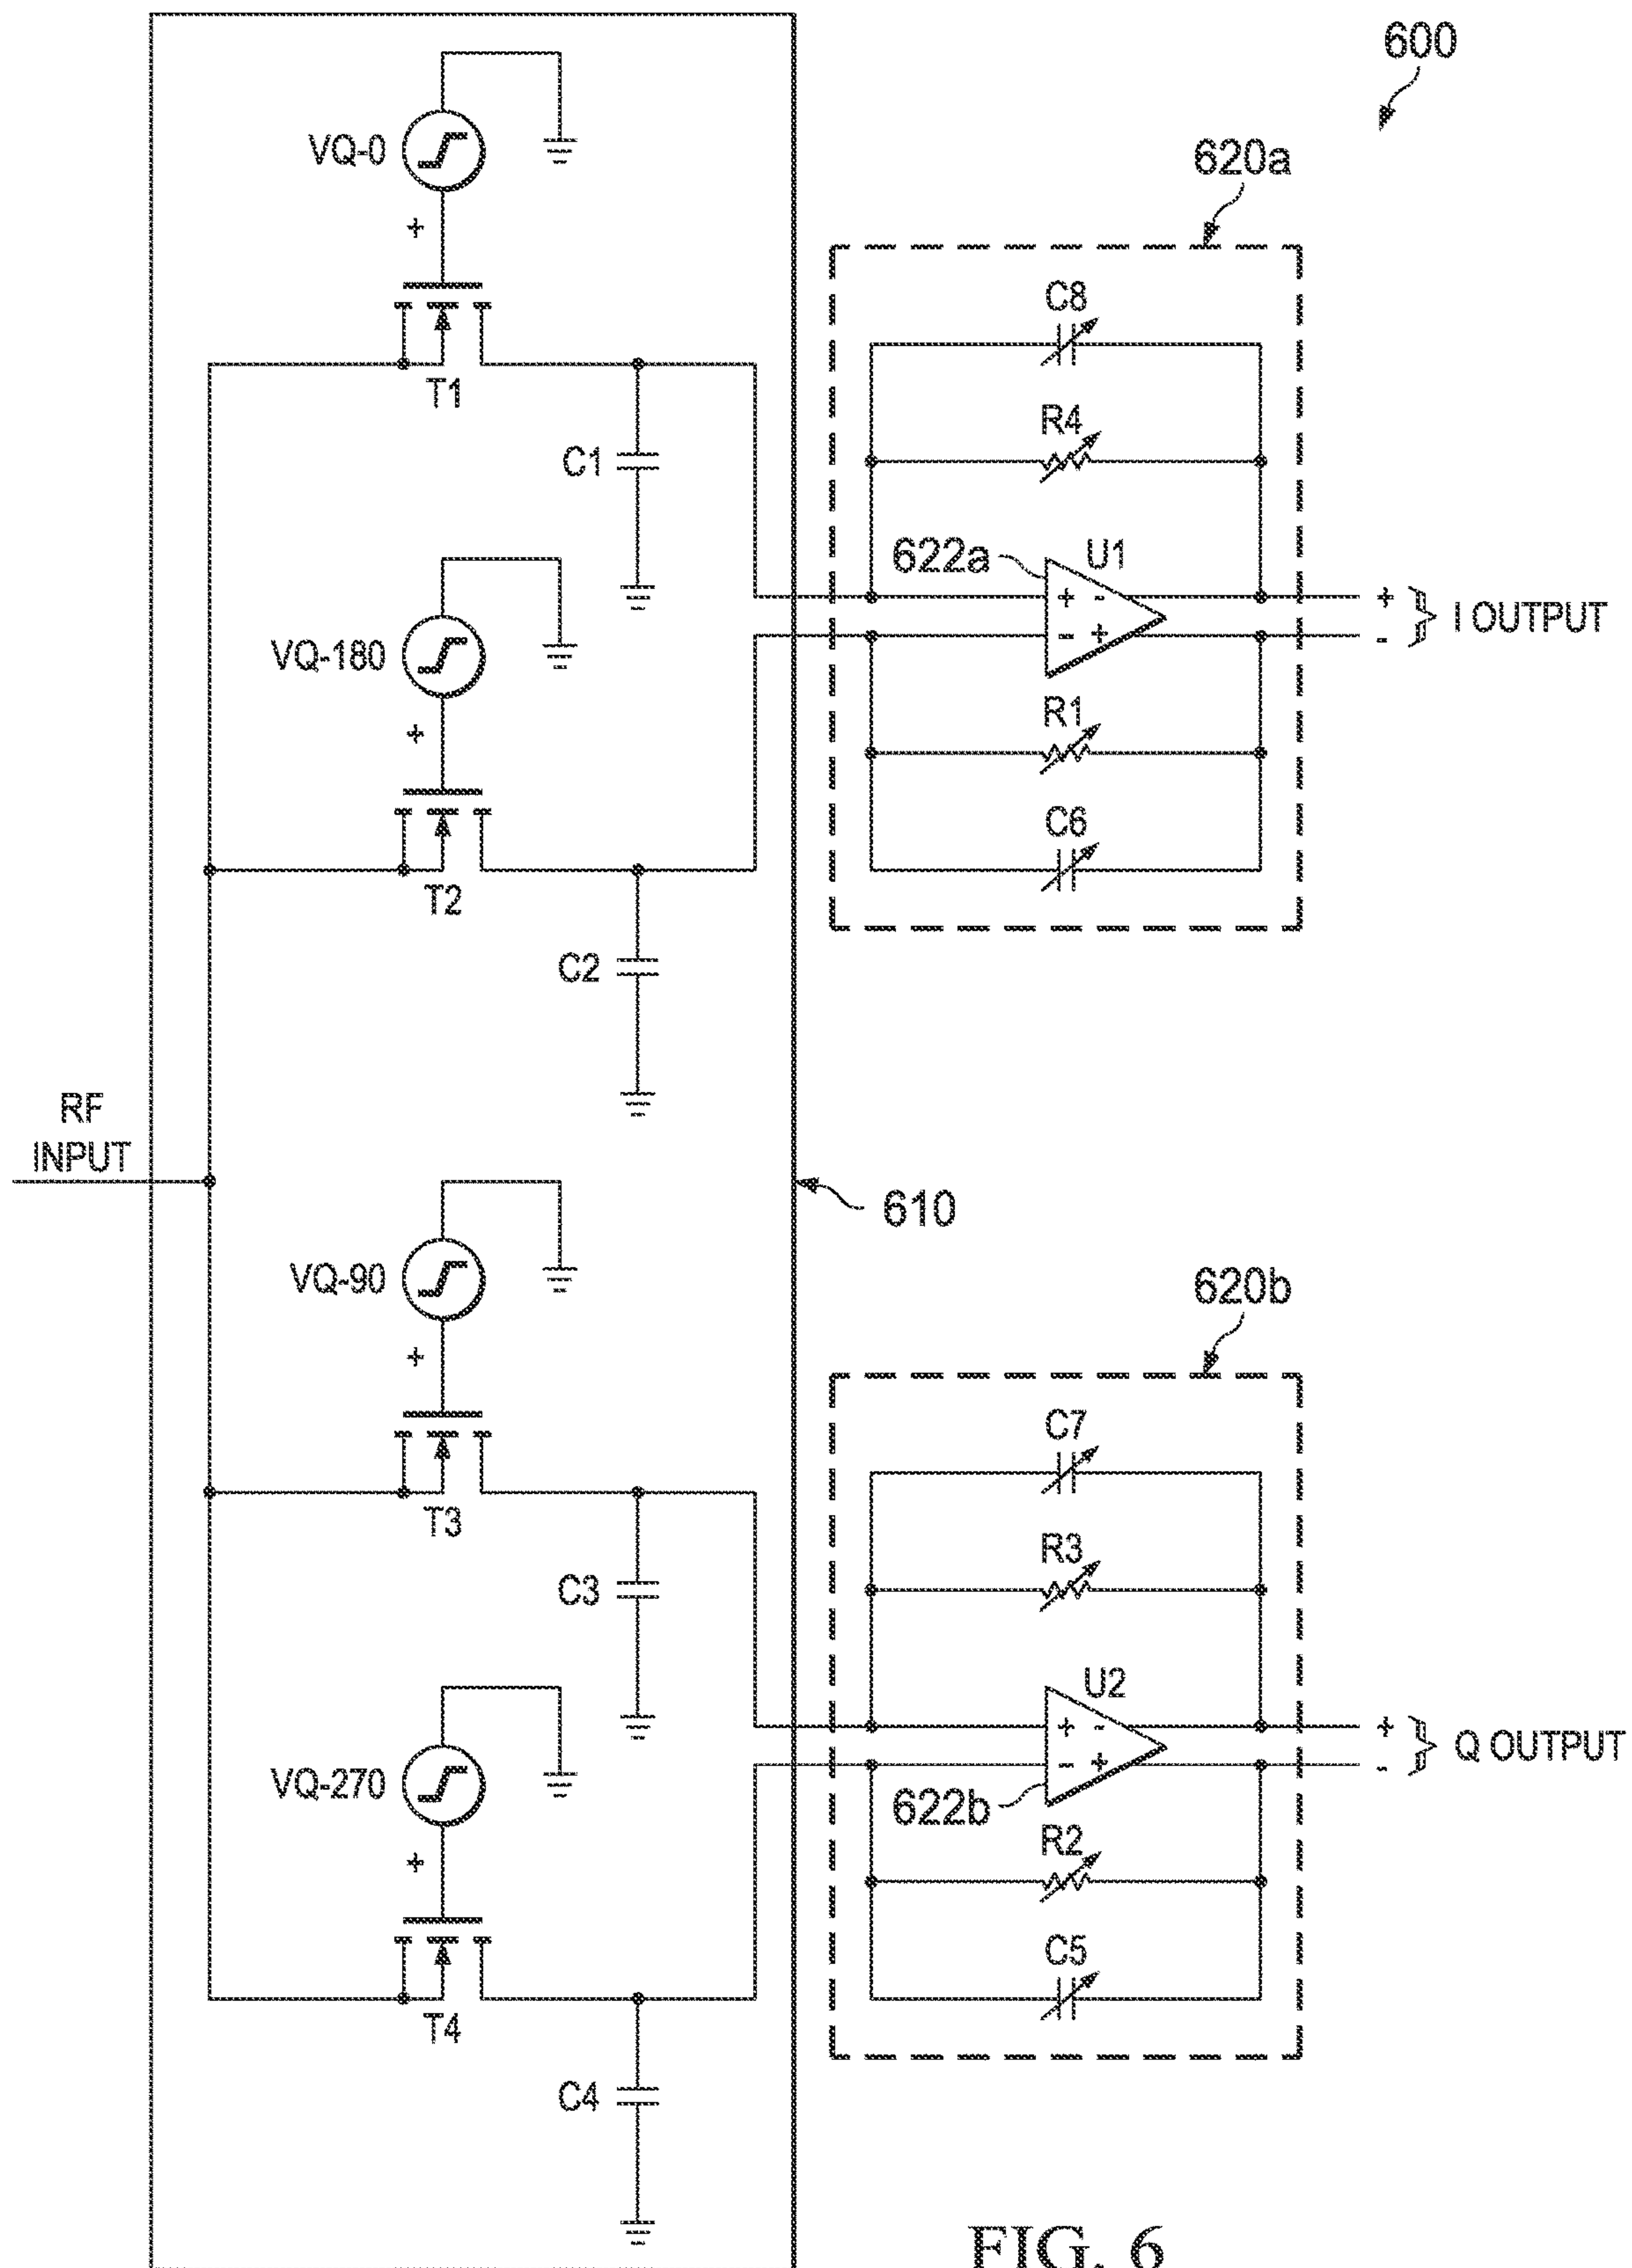 600
VQ-0
+
T1
C1
620a
C8
R4
622a
U1
+ -
- +
+
-
I OUTPUT
R1
C6
VQ-180
+
T2
C2
RF
INPUT
610
VQ-90
+
T3
C3
620b
C7
R3
U2
+ -
- +
+
-
Q OUTPUT
622b
R2
C5
VQ-270
+
T4
C4
FIG. 6